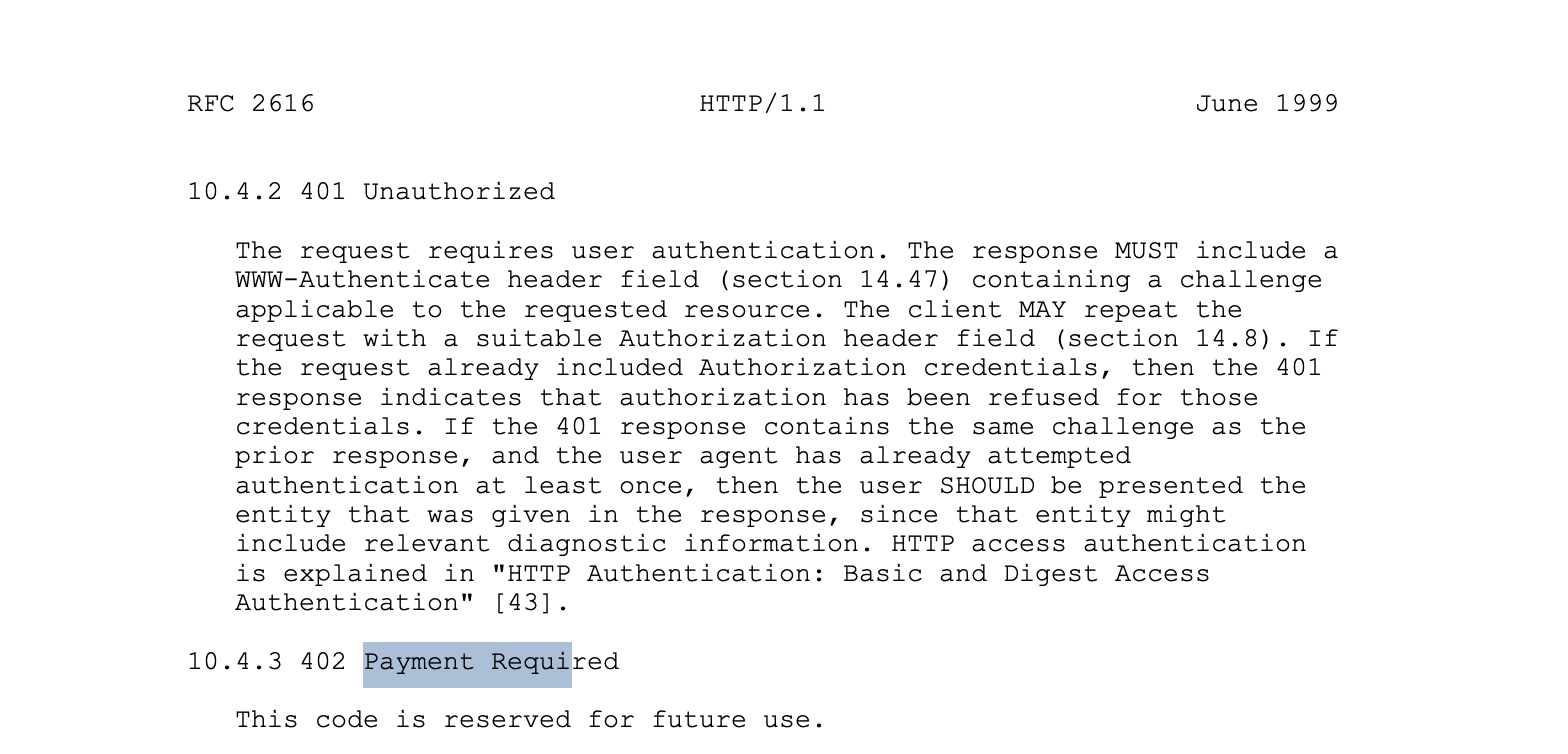 RFC 2616 HTTP/1.1 June 1999
10.4.2 401 Unauthorized
The request requires user authentication. The response MUST include a
WWW-Authenticate header field (section 14.47) containing a challenge
applicable to the requested resource. The client MAY repeat the
request with a suitable Authorization header field (section 14.8). If
the request already included Authorization credentials, then the 401
response indicates that authorization has been refused for those
credentials. If the 401 response contains the same challenge as the
prior response, and the user agent has already attempted
authentication at least once, then the user SHOULD be presented the
entity that was given in the response, since that entity might
include relevant diagnostic information. HTTP access authentication
is explained in "HTTP Authentication: Basic and Digest Access
Authentication" [43].
10.4.3 402 Payment Required
This code is reserved for future use.